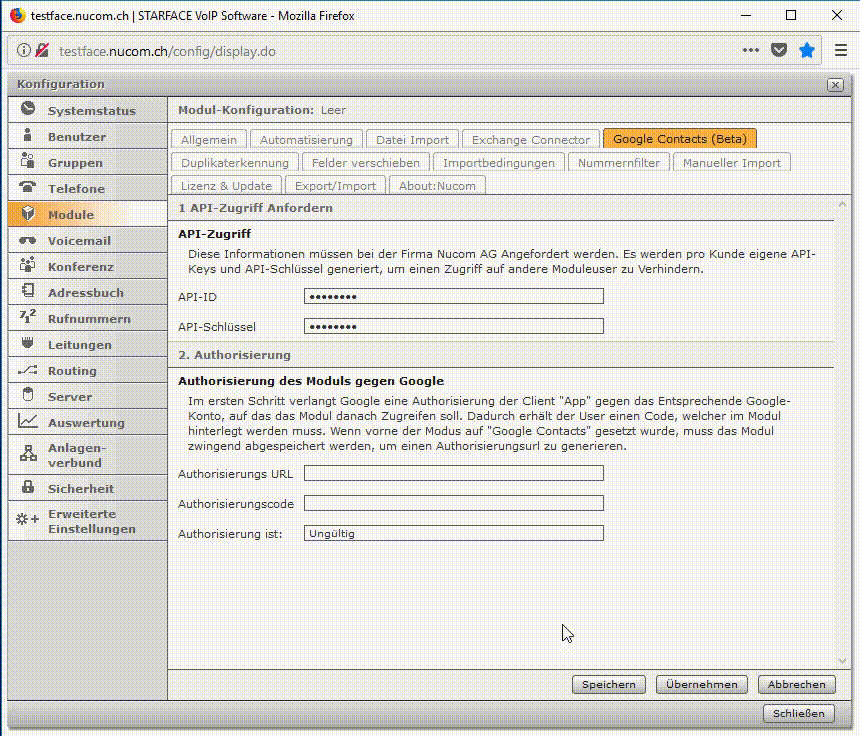 testface.nucom.ch | STARFACE VoIP Software - Mozilla Firefox
testface.nucom.ch/config/display.do
Konfiguration
Systemstatus
Benutzer
Gruppen
Telefone
Module
Voicemail
Konferenz
Adressbuch
Rufnummern
Leitungen
Routing
Server
Auswertung
Anlagen-
verbund
Sicherheit
Erweiterte
Einstellungen
Modul-Konfiguration: Leer
Allgemein Automatisierung Datei Import Exchange Connector Google Contacts (Beta)
Duplikaterkennung Felder verschieben Importbedingungen Nummernfilter Manueller Import
Lizenz & Update Export/Import About:Nucom
1 API-Zugriff Anfordern
API-Zugriff
Diese Informationen müssen bei der Firma Nucom AG Angefordert werden. Es werden pro Kunde eigene API-
Keys und API-Schlüssel generiert, um einen Zugriff auf andere Moduleuser zu Verhindern.
API-ID ••••••••
API-Schlüssel ••••••••
2. Authorisierung
Authorisierung des Moduls gegen Google
Im ersten Schritt verlangt Google eine Authorisierung der Client "App" gegen das Entsprechende Google-
Konto, auf das das Modul danach Zugreifen soll. Dadurch erhält der User einen Code, welcher im Modul
hinterlegt werden muss. Wenn vorne der Modus auf "Google Contacts" gesetzt wurde, muss das Modul
zwingend abgespeichert werden, um einen Authorisierungsurl zu generieren.
Authorisierungs URL
Authorisierungscode
Authorisierung ist: Ungültig
Speichern Übernehmen Abbrechen
Schließen